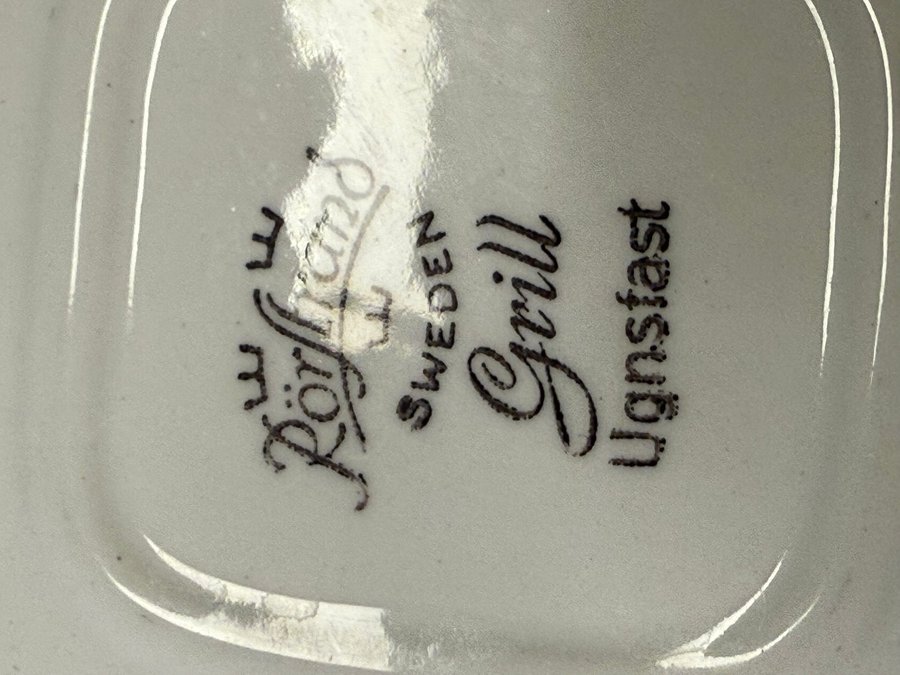 Rörstrand
SWEDEN
Grill
Ugnsfast